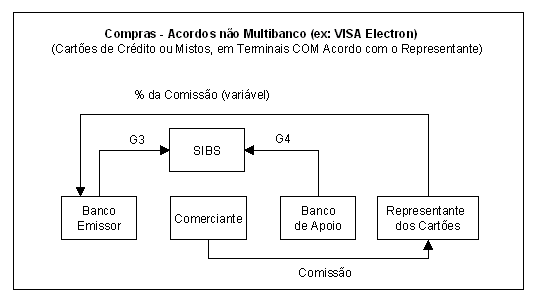 Compras - Acordos não Multibanco (ex: VISA Electron)
(Cartões de Crédito ou Mistos, em Terminais COM Acordo com o Representante)
% da Comissão (variável)
G3
SIBS
G4
Banco
Emissor
Comerciante
Banco
de Apoio
Representante
dos Cartões
Comissão